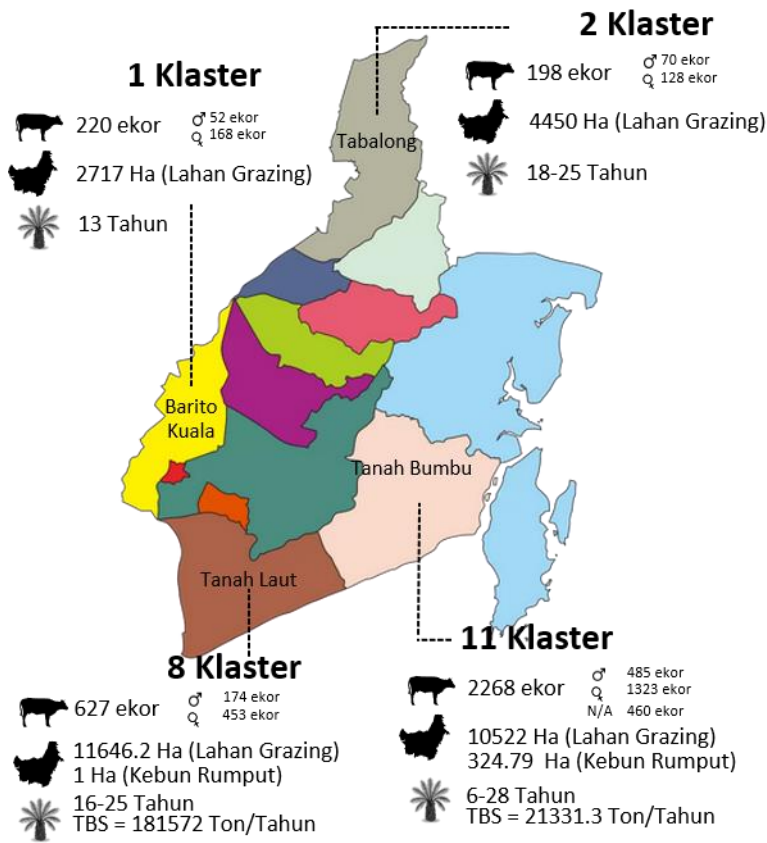 2 Klaster
198 ekor
♂ 70 ekor
♀ 128 ekor
4450 Ha (Lahan Grazing)
18-25 Tahun
1 Klaster
220 ekor
♂ 52 ekor
♀ 168 ekor
2717 Ha (Lahan Grazing)
13 Tahun
Tabalong
Barito
Kuala
Tanah Bumbu
Tanah Laut
8 Klaster
627 ekor
♂ 174 ekor
♀ 453 ekor
11646.2 Ha (Lahan Grazing)
1 Ha (Kebun Rumput)
16-25 Tahun
TBS = 181572 Ton/Tahun
11 Klaster
2268 ekor
♂ 485 ekor
♀ 1323 ekor
N/A 460 ekor
10522 Ha (Lahan Grazing)
324.79 Ha (Kebun Rumput)
6-28 Tahun
TBS = 21331.3 Ton/Tahun